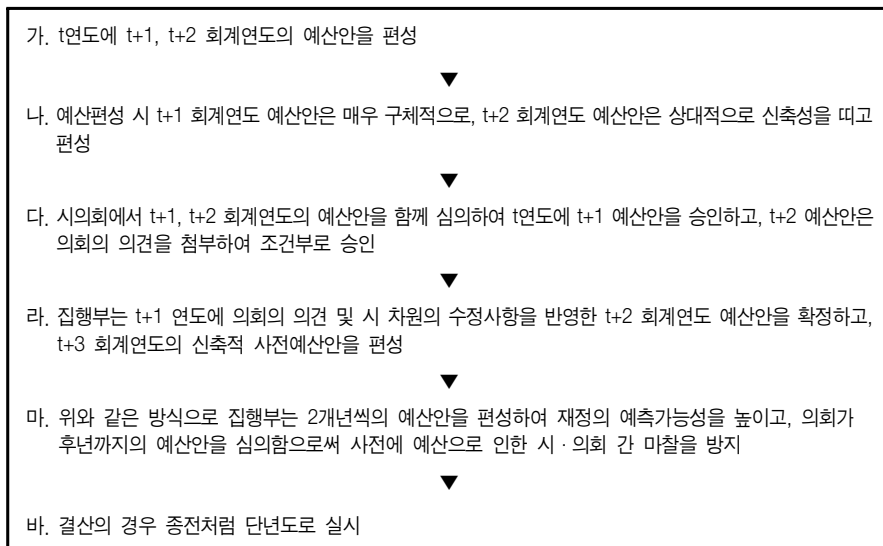 가. t연도에 t+1, t+2 회계연도의 예산안을 편성
▼
나. 예산편성 시 t+1 회계연도 예산안은 매우 구체적으로, t+2 회계연도 예산안은 상대적으로 신축성을 띠고
편성
▼
다. 시의회에서 t+1, t+2 회계연도의 예산안을 함께 심의하여 t연도에 t+1 예산안을 승인하고, t+2 예산안은
의회의 의견을 첨부하여 조건부로 승인
▼
라. 집행부는 t+1 연도에 의회의 의견 및 시 차원의 수정사항을 반영한 t+2 회계연도 예산안을 확정하고,
t+3 회계연도의 신축적 사전예산안을 편성
▼
마. 위와 같은 방식으로 집행부는 2개년씩의 예산안을 편성하여 재정의 예측가능성을 높이고, 의회가
후년까지의 예산안을 심의함으로써 사전에 예산으로 인한 시 · 의회 간 마찰을 방지
▼
바. 결산의 경우 종전처럼 단년도로 실시